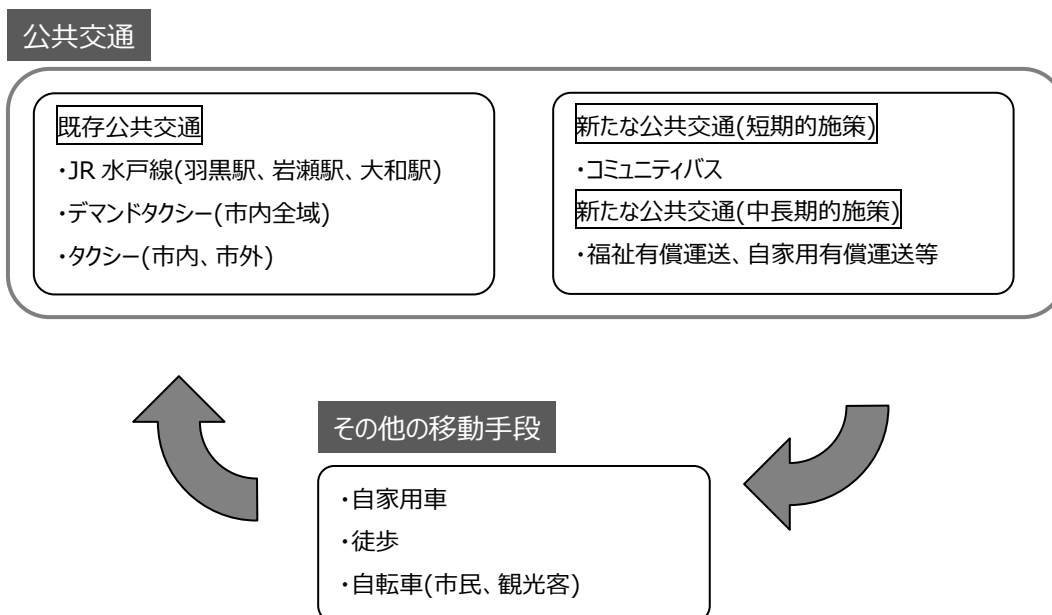 公共交通
既存公共交通
・JR 水戸線(羽黒駅、岩瀬駅、大和駅)
・デマンドタクシー(市内全域)
・タクシー(市内、市外)
新たな公共交通(短期的施策)
・コミュニティバス
新たな公共交通(中長期的施策)
・福祉有償運送、自家用有償運送等
その他の移動手段
・自家用車
・徒歩
・自転車(市民、観光客)